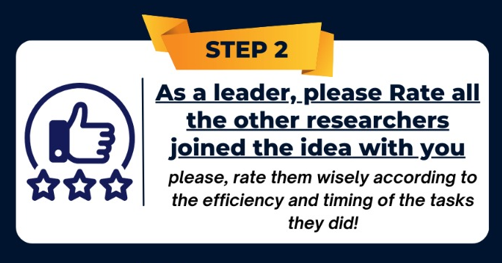 STEP 2
As a leader, please Rate all
the other researchers
joined the idea with you
please, rate them wisely according to
the efficiency and timing of the tasks
they did!